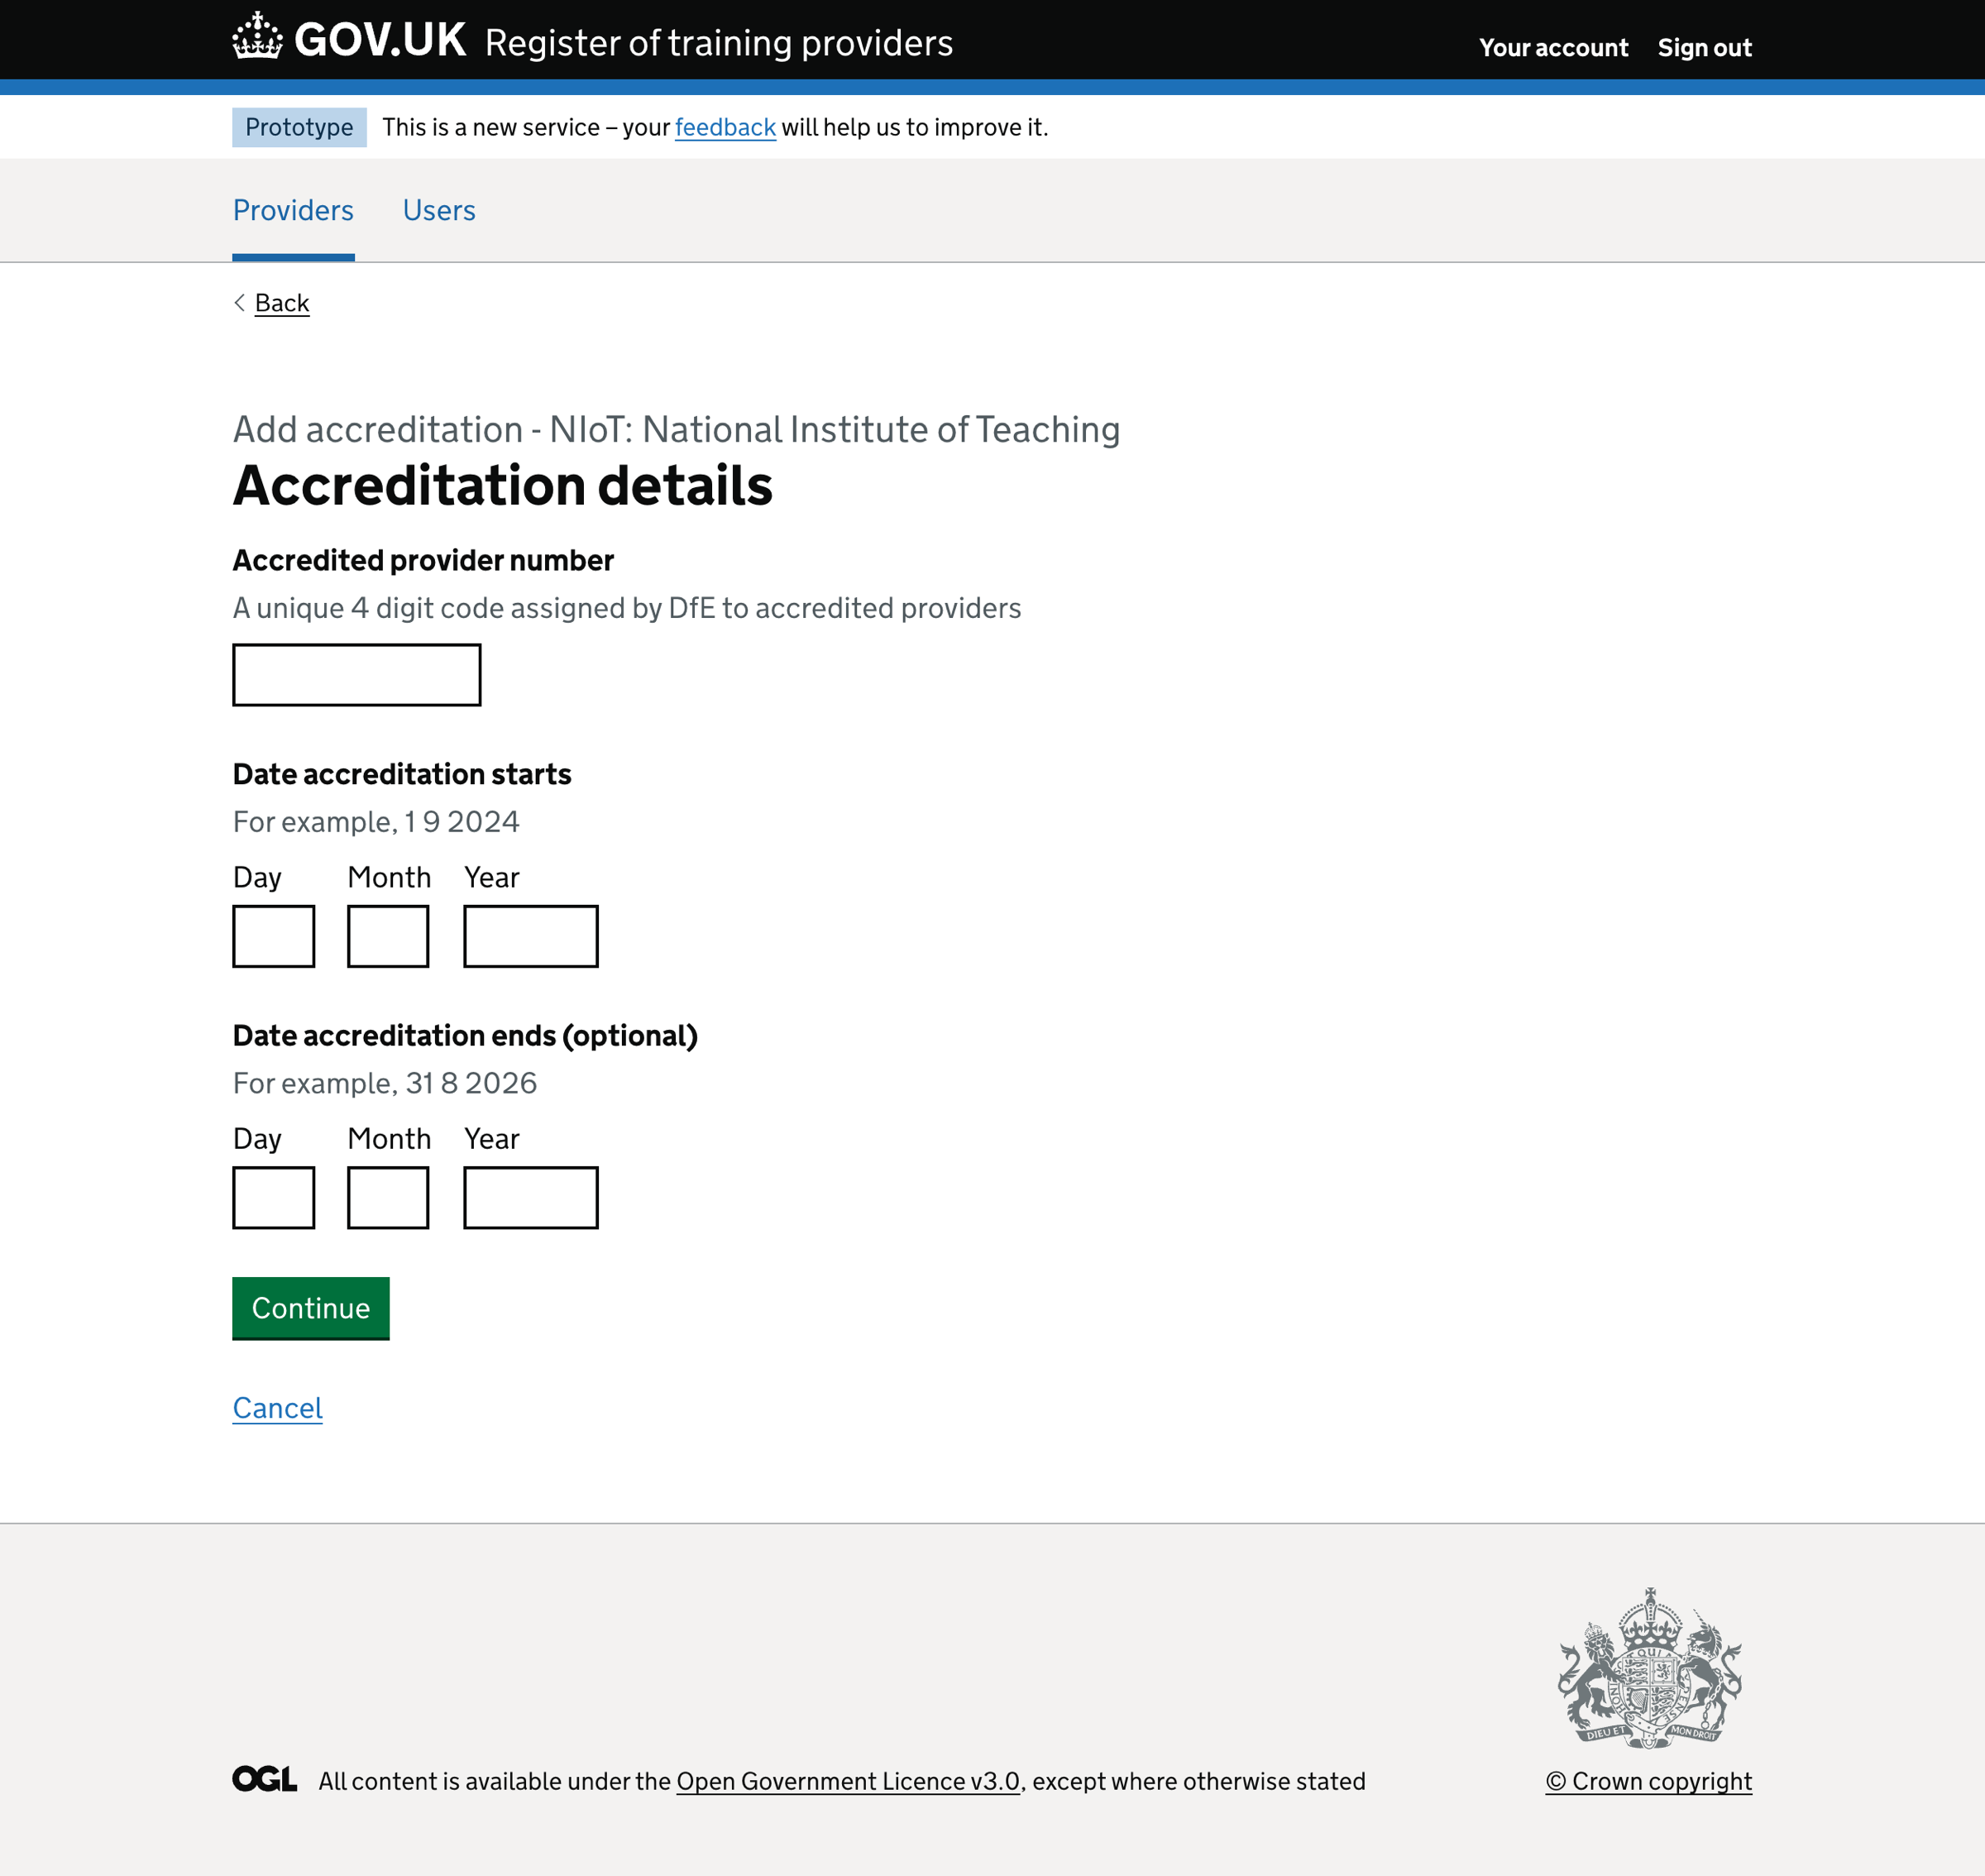 GOV.UK Register of training providers
Your account Sign out
Prototype This is a new service – your feedback will help us to improve it.
Providers Users
Back
Add accreditation - NIoT: National Institute of Teaching
Accreditation details
Accredited provider number
A unique 4 digit code assigned by DfE to accredited providers
Date accreditation starts
For example, 1 9 2024
Day Month Year
Date accreditation ends (optional)
For example, 31 8 2026
Day Month Year
Continue
Cancel
DIEU ET MON DROIT
OGL All content is available under the Open Government Licence v3.0, except where otherwise stated
© Crown copyright